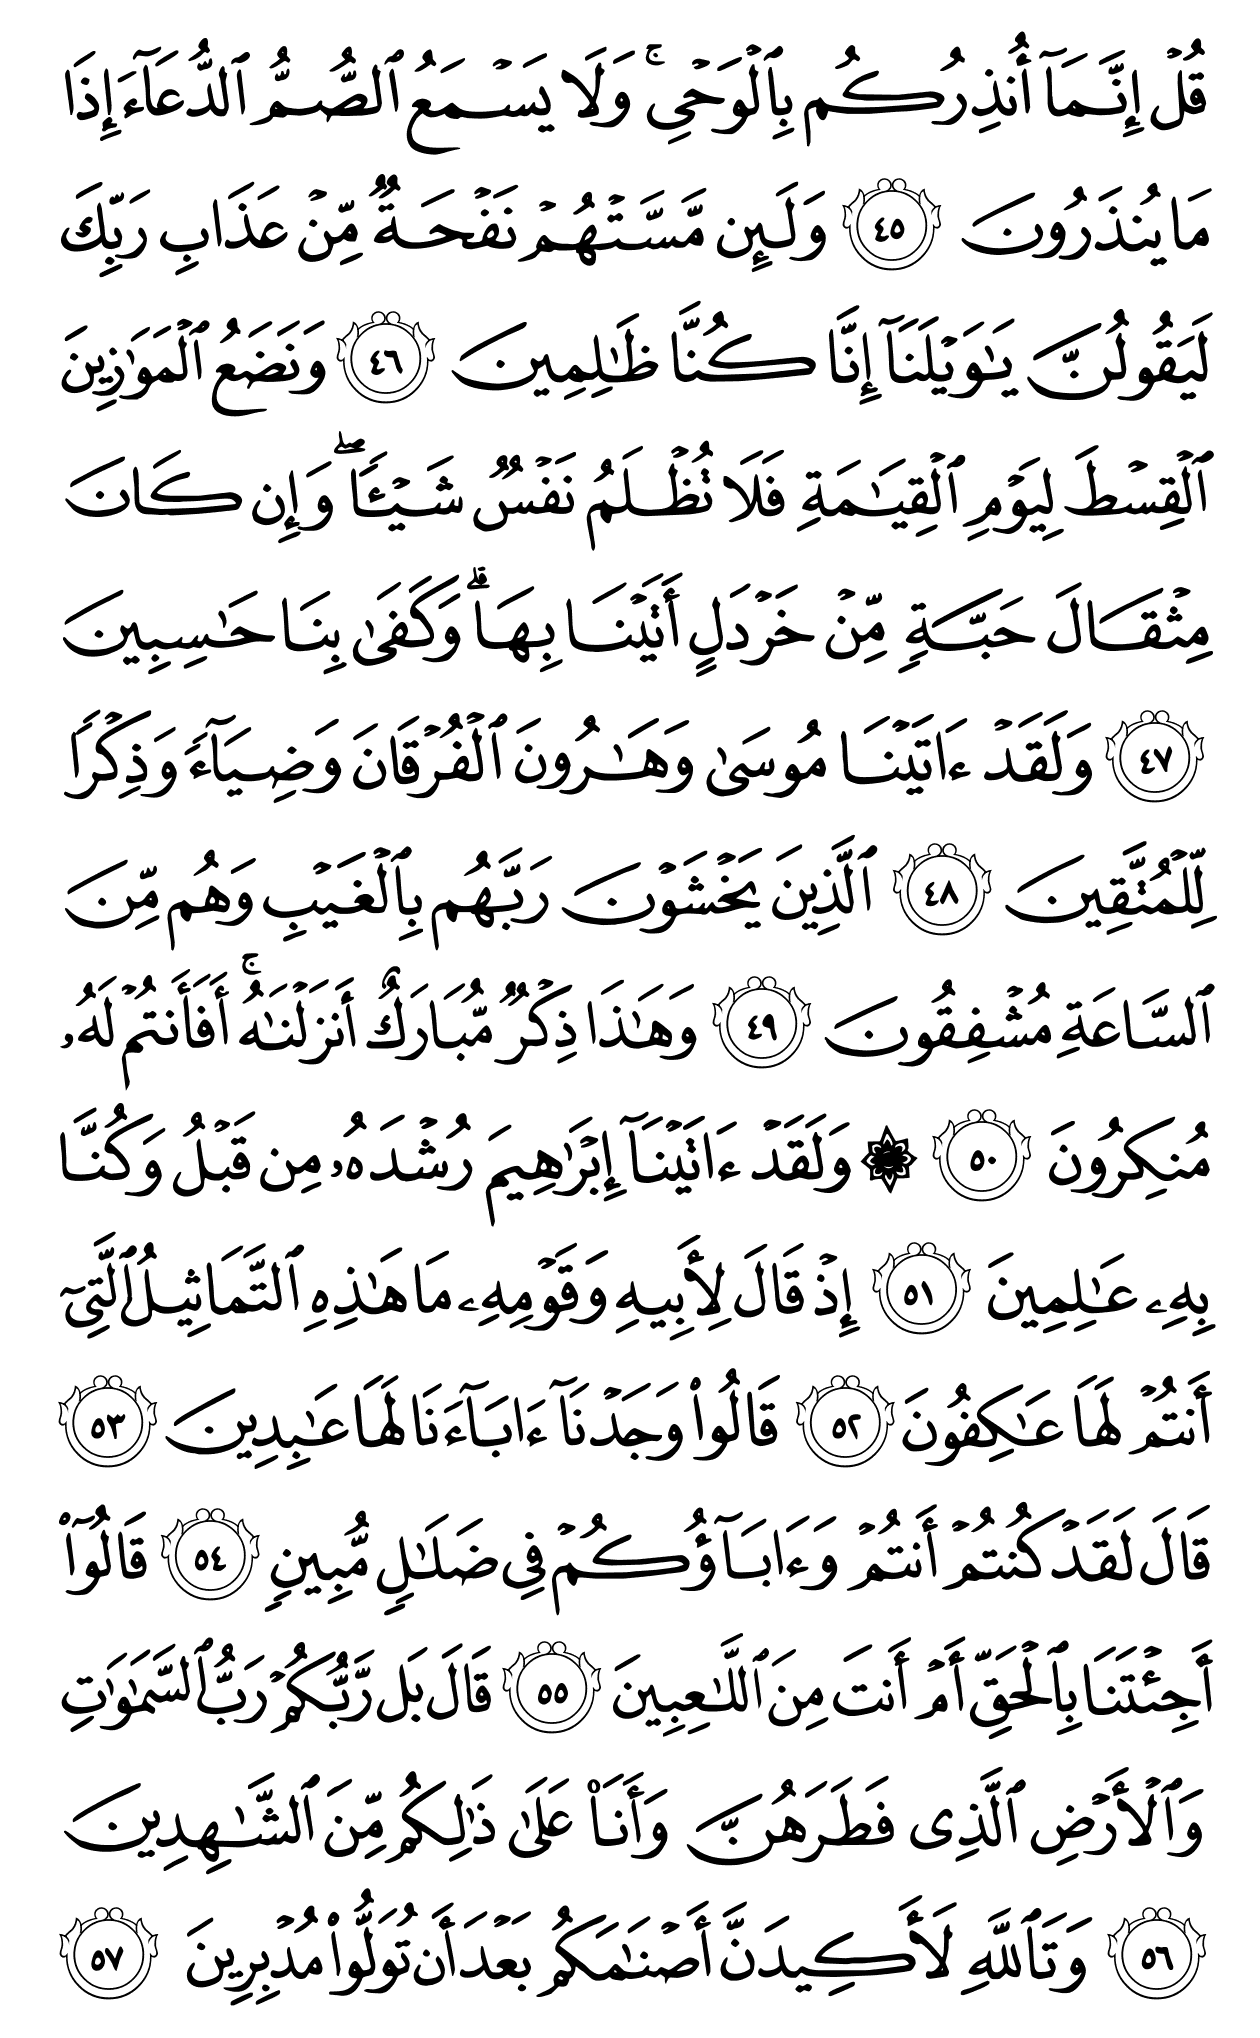 قُلْ إِنَّمَآ أُنذِرُكُم بِٱلْوَحْىِ ۚ وَلَا يَسْمَعُ ٱلصُّمُّ ٱلدُّعَآءَ إِذَا
مَا يُنذَرُونَ ٤٥ وَلَئِن مَّسَّتْهُمْ نَفْحَةٌ مِّنْ عَذَابِ رَبِّكَ
لَيَقُولُنَّ يَٰوَيْلَنَآ إِنَّا كُنَّا ظَٰلِمِينَ ٤٦ وَنَضَعُ ٱلْمَوَٰزِينَ
ٱلْقِسْطَ لِيَوْمِ ٱلْقِيَٰمَةِ فَلَا تُظْلَمُ نَفْسٌ شَيْـًٔا ۖ وَإِن كَانَ
مِثْقَالَ حَبَّةٍ مِّنْ خَرْدَلٍ أَتَيْنَا بِهَا ۗ وَكَفَىٰ بِنَا حَٰسِبِينَ
٤٧ وَلَقَدْ ءَاتَيْنَا مُوسَىٰ وَهَٰرُونَ ٱلْفُرْقَانَ وَضِيَآءً وَذِكْرًا
لِّلْمُتَّقِينَ ٤٨ ٱلَّذِينَ يَخْشَوْنَ رَبَّهُم بِٱلْغَيْبِ وَهُم مِّنَ
ٱلسَّاعَةِ مُشْفِقُونَ ٤٩ وَهَٰذَا ذِكْرٌ مُّبَارَكٌ أَنزَلْنَٰهُ ۚ أَفَأَنتُمْ لَهُۥ
مُنكِرُونَ ٥٠ ۞ وَلَقَدْ ءَاتَيْنَآ إِبْرَٰهِيمَ رُشْدَهُۥ مِن قَبْلُ وَكُنَّا
بِهِۦ عَٰلِمِينَ ٥١ إِذْ قَالَ لِأَبِيهِ وَقَوْمِهِۦ مَا هَٰذِهِ ٱلتَّمَاثِيلُ ٱلَّتِىٓ
أَنتُمْ لَهَا عَٰكِفُونَ ٥٢ قَالُوا۟ وَجَدْنَآ ءَابَآءَنَا لَهَا عَٰبِدِينَ ٥٣
قَالَ لَقَدْ كُنتُمْ أَنتُمْ وَءَابَآؤُكُمْ فِى ضَلَٰلٍ مُّبِينٍ ٥٤ قَالُوٓا۟
أَجِئْتَنَا بِٱلْحَقِّ أَمْ أَنتَ مِنَ ٱللَّٰعِبِينَ ٥٥ قَالَ بَل رَّبُّكُمْ رَبُّ ٱلسَّمَٰوَٰتِ
وَٱلْأَرْضِ ٱلَّذِى فَطَرَهُنَّ وَأَنَا۠ عَلَىٰ ذَٰلِكُم مِّنَ ٱلشَّٰهِدِينَ
٥٦ وَتَٱللَّهِ لَأَكِيدَنَّ أَصْنَٰمَكُم بَعْدَ أَن تُوَلُّوا۟ مُدْبِرِينَ ٥٧